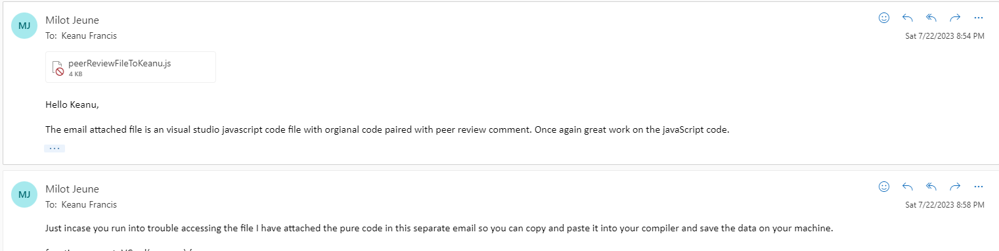 MJ
Milot Jeune
To: Keanu Francis
Sat 7/22/2023 8:54 PM
peerReviewFileToKeanu.js
4 KB
Hello Keanu,
The email attached file is an visual studio javascript code file with orgianal code paired with peer review comment. Once again great work on the javaScript code.
MJ
Milot Jeune
To: Keanu Francis
Sat 7/22/2023 8:58 PM
Just incase you run into trouble accessing the file I have attached the pure code in this separate email so you can copy and paste it into your compiler and save the data on your machine.